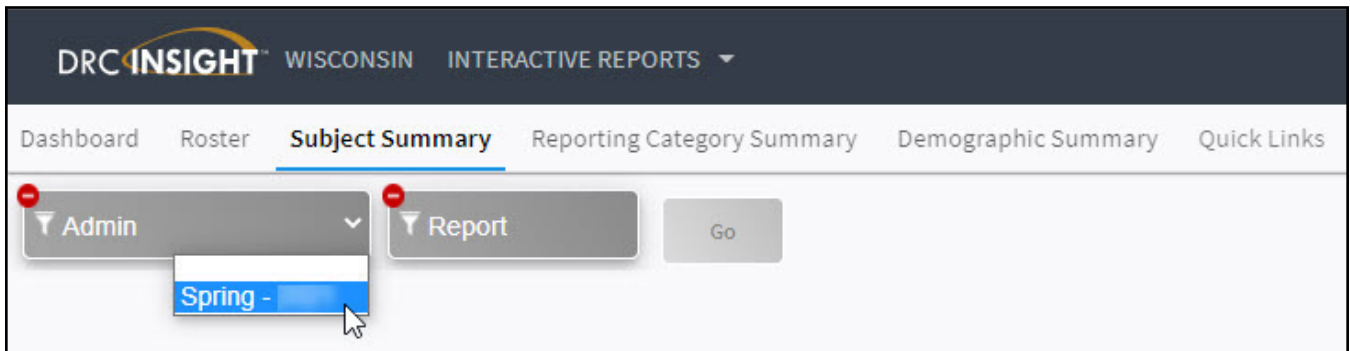 DRC INSIGHT™ WISCONSIN INTERACTIVE REPORTS
Dashboard Roster Subject Summary Reporting Category Summary Demographic Summary Quick Links
Admin Report Go
Spring -